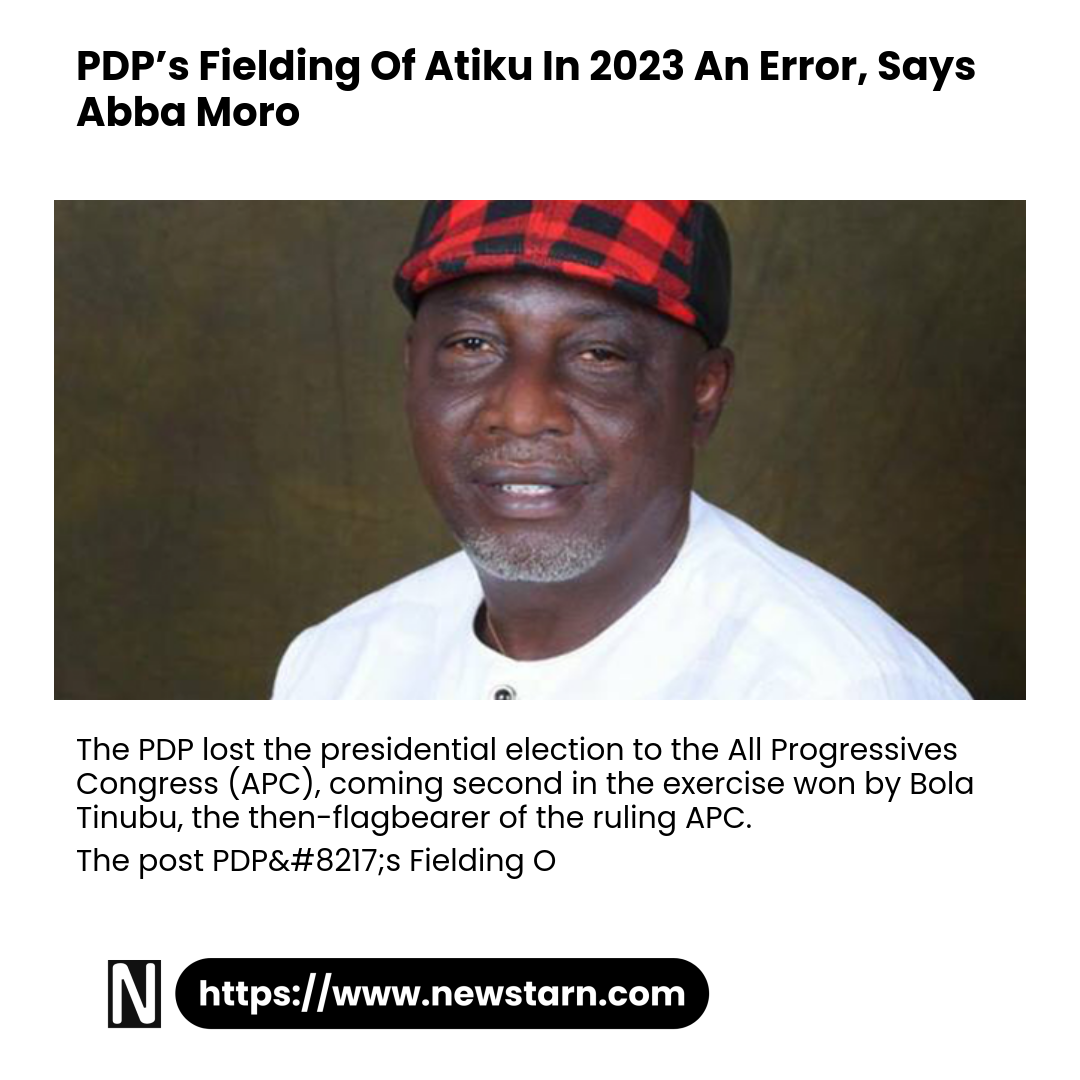 PDP’s Fielding Of Atiku In 2023 An Error, Says
Abba Moro
The PDP lost the presidential election to the All Progressives
Congress (APC), coming second in the exercise won by Bola
Tinubu, the then-flagbearer of the ruling APC.
The post PDP&#8217;s Fielding O
N
https://www.newstarn.com